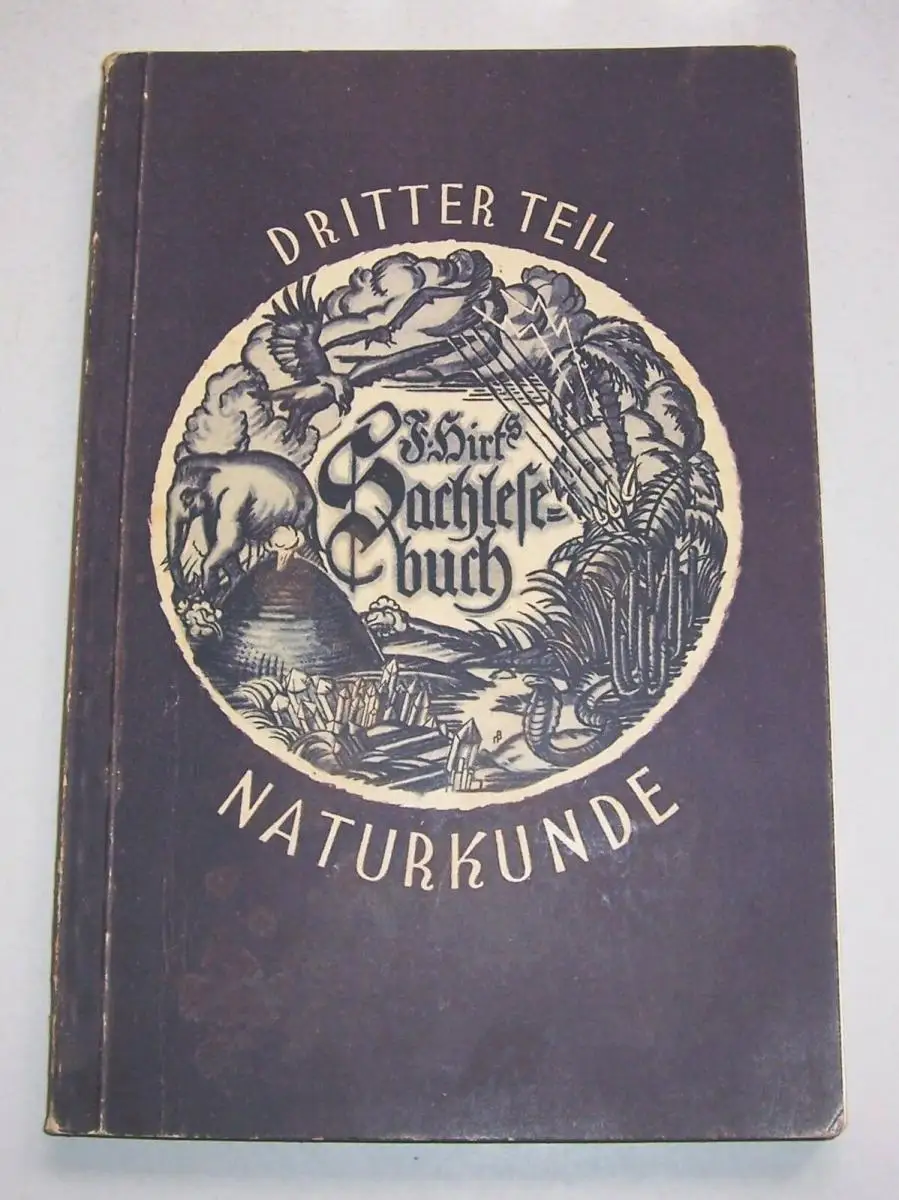 DRITTER TEIL
F. Hirts
Sachlese-
buch
NATURKUNDE